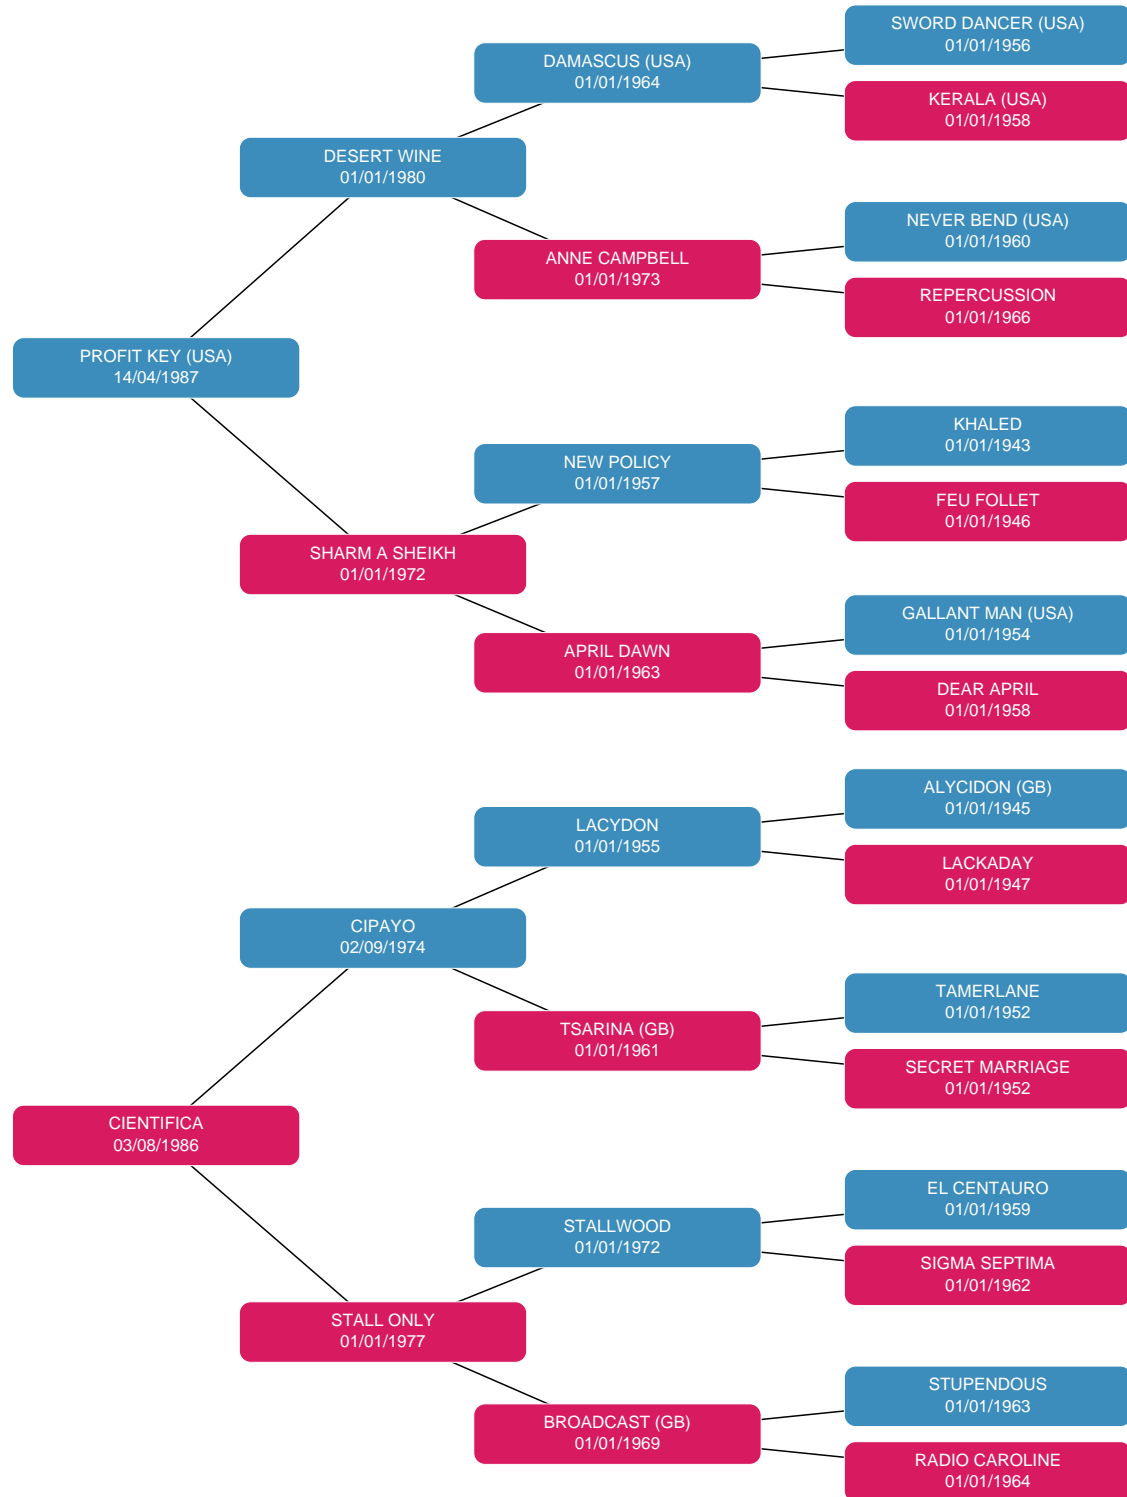 SWORD DANCER (USA)
01/01/1956
DAMASCUS (USA)
01/01/1964
KERALA (USA)
01/01/1958
DESERT WINE
01/01/1980
NEVER BEND (USA)
01/01/1960
ANNE CAMPBELL
01/01/1973
REPERCUSSION
01/01/1966
PROFIT KEY (USA)
14/04/1987
KHALED
01/01/1943
NEW POLICY
01/01/1957
FEU FOLLET
01/01/1946
SHARM A SHEIKH
01/01/1972
GALLANT MAN (USA)
01/01/1954
APRIL DAWN
01/01/1963
DEAR APRIL
01/01/1958
ALYCIDON (GB)
01/01/1945
LACYDON
01/01/1955
LACKADAY
01/01/1947
CIPAYO
02/09/1974
TAMERLANE
01/01/1952
TSARINA (GB)
01/01/1961
SECRET MARRIAGE
01/01/1952
CIENTIFICA
03/08/1986
EL CENTAURO
01/01/1959
STALLWOOD
01/01/1972
SIGMA SEPTIMA
01/01/1962
STALL ONLY
01/01/1977
STUPENDOUS
01/01/1963
BROADCAST (GB)
01/01/1969
RADIO CAROLINE
01/01/1964